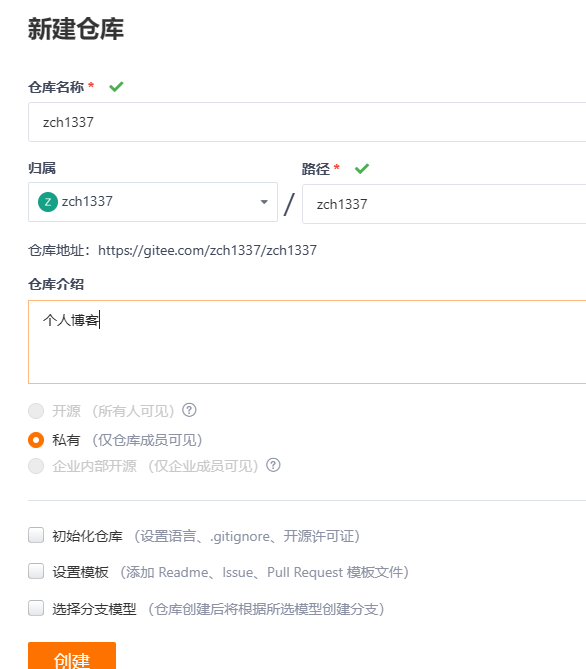 新建仓库
仓库名称 *
zch1337
归属
路径 *
Z zch1337 / zch1337
仓库地址：https://gitee.com/zch1337/zch1337
仓库介绍
个人博客
开源 （所有人可见） ?
私有 （仅仓库成员可见）
企业内部开源 （仅企业成员可见） ?
初始化仓库 （设置语言、.gitignore、开源许可证）
设置模板 （添加 Readme、Issue、Pull Request 模板文件）
选择分支模型 （仓库创建后将根据所选模型创建分支）
创建